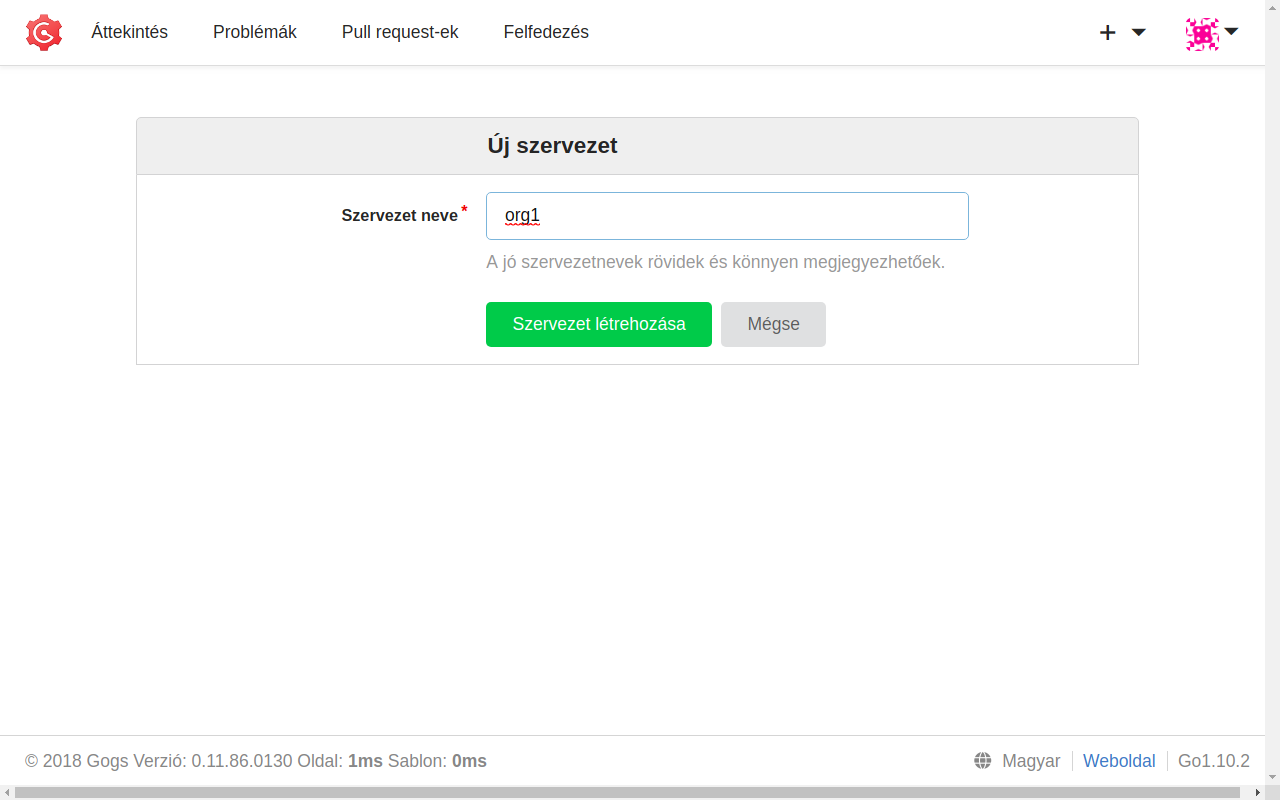 Áttekintés Problémák Pull request-ek Felfedezés
Új szervezet
Szervezet neve *
org1
A jó szervezetnevek rövidek és könnyen megjegyezhetőek.
Szervezet létrehozása Mégse
© 2018 Gogs Verzió: 0.11.86.0130 Oldal: 1ms Sablon: 0ms Magyar Weboldal Go1.10.2